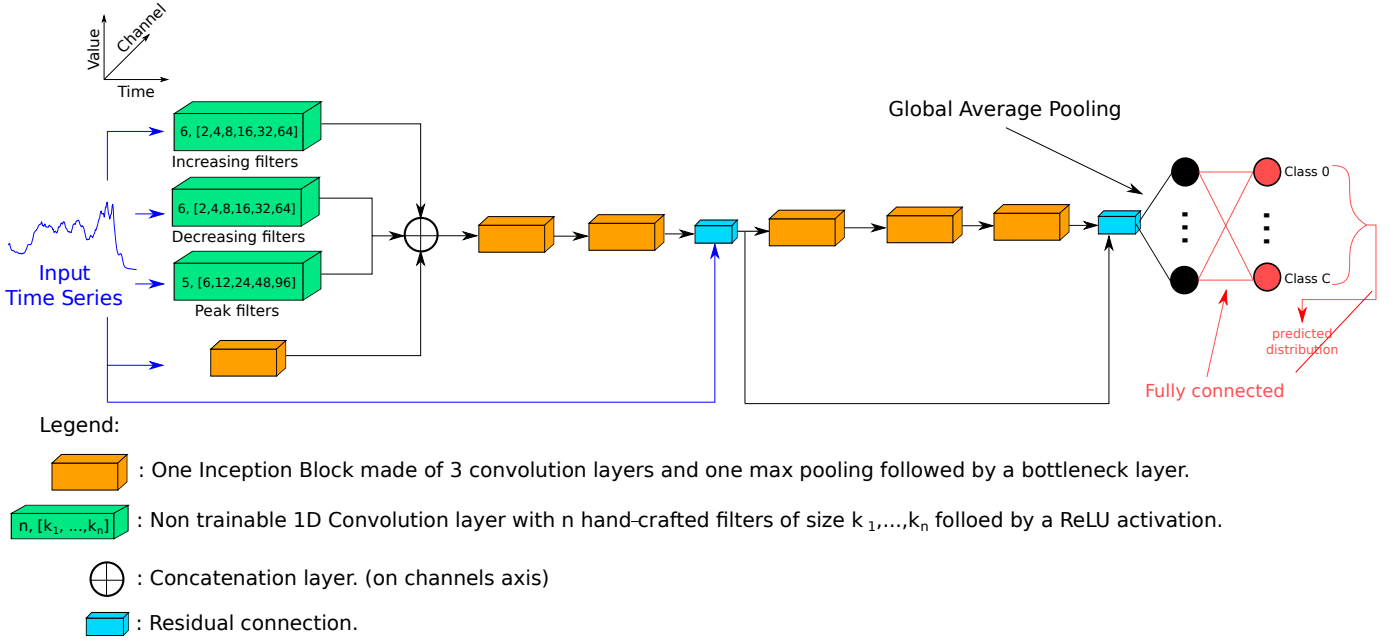 Value
Channel
Time
6, [2,4,8,16,32,64]
Increasing filters
6, [2,4,8,16,32,64]
Decreasing filters
5, [6,12,24,48,96]
Peak filters
Input
Time Series
Global Average Pooling
Class 0
Class C
predicted
distribution
Fully connected
Legend:
: One Inception Block made of 3 convolution layers and one max pooling followed by a bottleneck layer.
n, [k₁, ...,kₙ]
: Non trainable 1D Convolution layer with n hand-crafted filters of size k₁,...,kₙ folloed by a ReLU activation.
: Concatenation layer. (on channels axis)
: Residual connection.